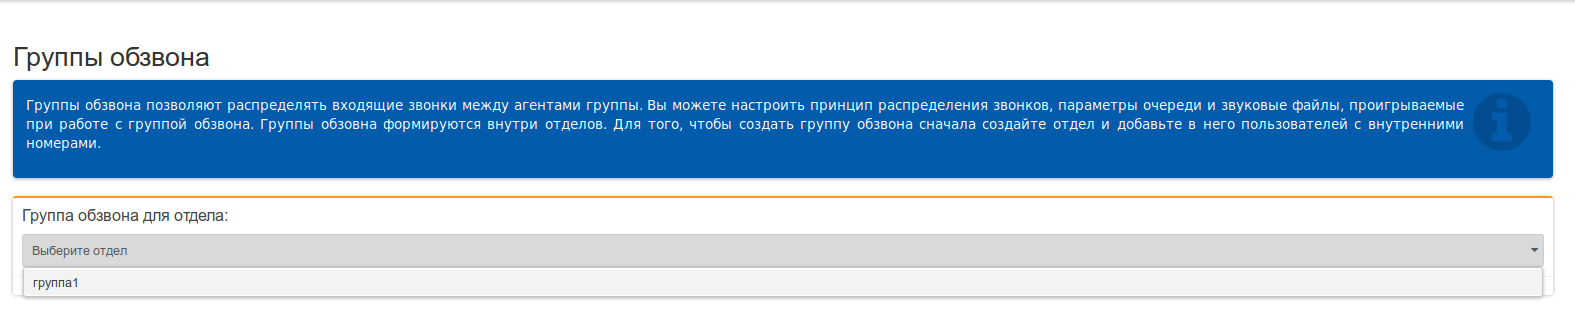 Группы обзвона
Группы обзвона позволяют распределять входящие звонки между агентами группы. Вы можете настроить принцип распределения звонков, параметры очереди и звуковые файлы, проигрываемые
при работе с группой обзвона. Группы обзовна формируются внутри отделов. Для того, чтобы создать группу обзвона сначала создайте отдел и добавьте в него пользователей с внутренними
номерами.
Группа обзвона для отдела:
Выберите отдел
группа1